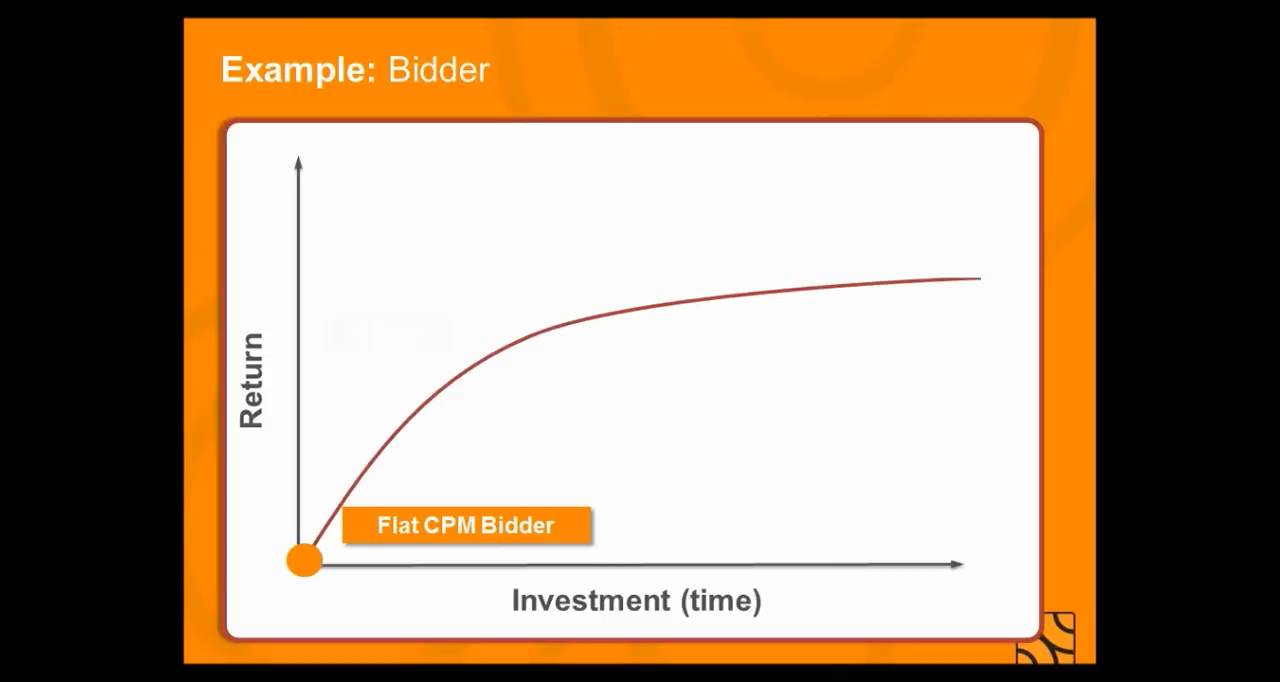 Example: Bidder
Return
Flat CPM Bidder
Investment (time)